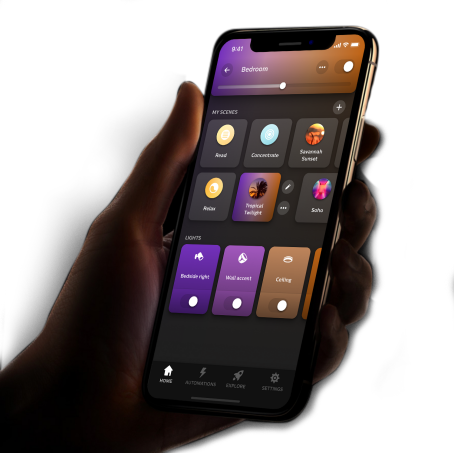 9:41
Bedroom
MY SCENES
Read
Concentrate
Savannah
Sunset
Relax
Tropical
Twilight
Soho
LIGHTS
Bedside right
Wall accent
Ceiling
HOME
AUTOMATIONS
EXPLORE
SETTINGS